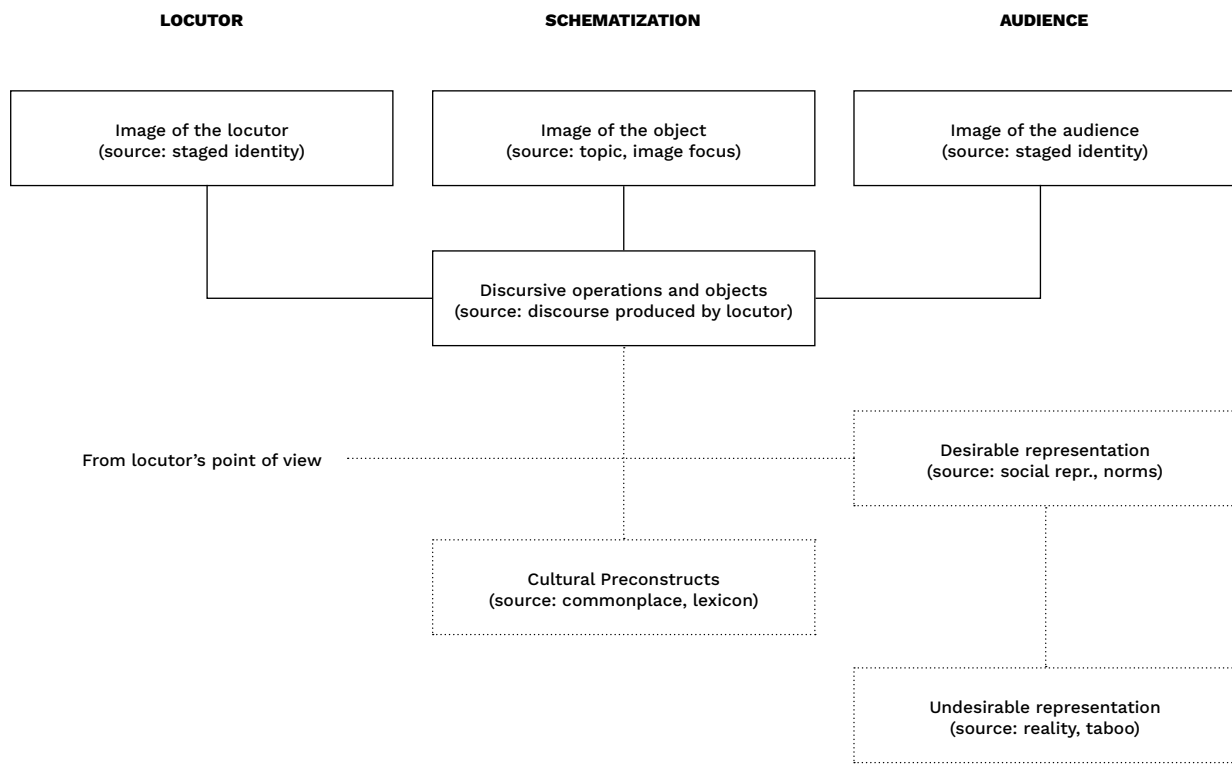 LOCUTOR
SCHEMATIZATION
AUDIENCE
Image of the locutor
(source: staged identity)
Image of the object
(source: topic, image focus)
Image of the audience
(source: staged identity)
Discursive operations and objects
(source: discourse produced by locutor)
From locutor’s point of view
Desirable representation
(source: social repr., norms)
Cultural Preconstructs
(source: commonplace, lexicon)
Undesirable representation
(source: reality, taboo)